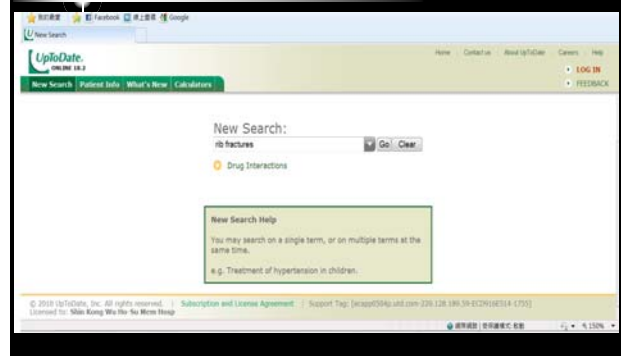 Facebook
Google
New Search
UpToDate.
ONLINE 18.2
Home Contact us About UpToDate Careers Help
LOG IN
FEEDBACK
New Search Patient Info What's New Calculators
New Search:
rib fractures
Go Clear
Drug Interactions
New Search Help
You may search on a single term, or on multiple terms at the
same time.
e.g. Treatment of hypertension in children.
© 2010 UpToDate, Inc. All rights reserved. | Subscription and License Agreement | Support Tag:
Licensed to: Shin Kong Wu Ho-Su Mem Hosp
150%